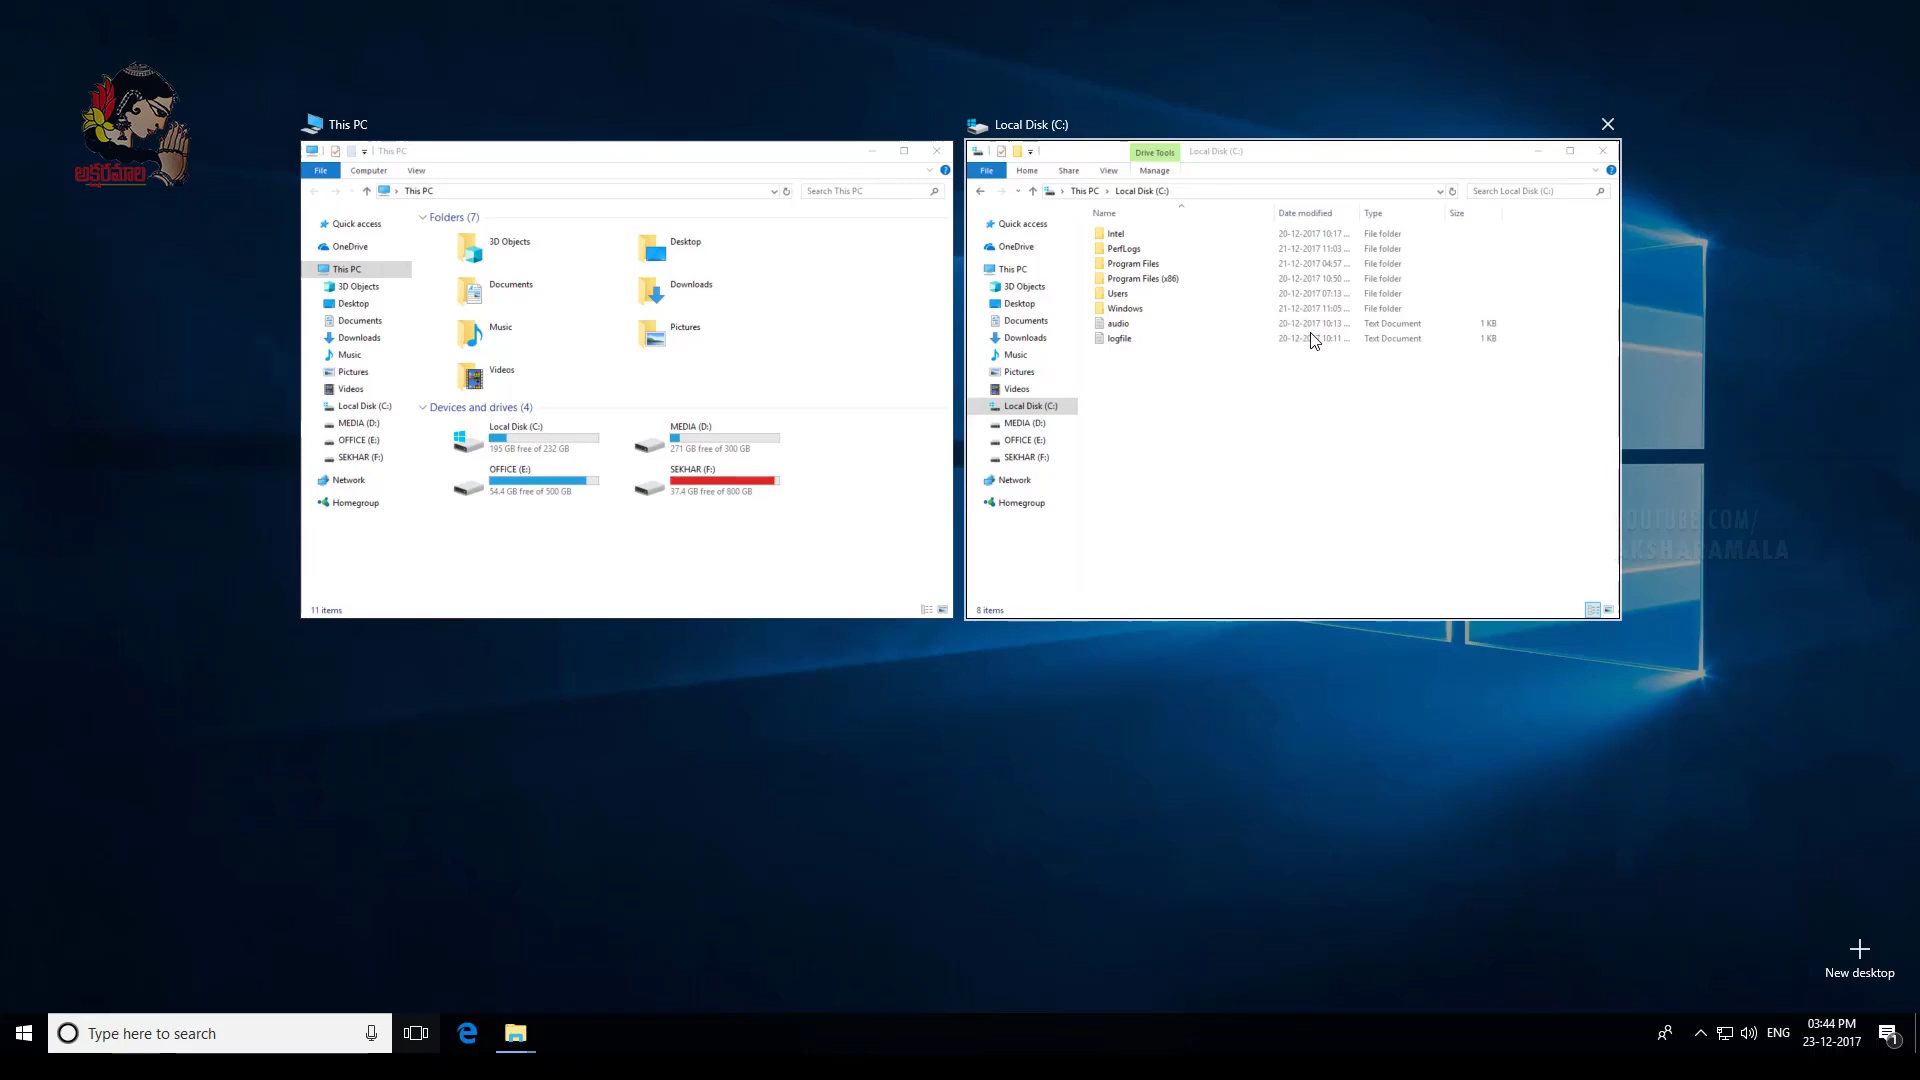 అక్షరమాల
This PC
This PC
File Computer View
This PC
Search This PC
Quick access
OneDrive
This PC
3D Objects
Desktop
Documents
Downloads
Music
Pictures
Videos
Local Disk (C:)
MEDIA (D:)
OFFICE (E:)
SEKHAR (F:)
Network
Homegroup
Folders (7)
3D Objects
Desktop
Documents
Downloads
Music
Pictures
Videos
Devices and drives (4)
Local Disk (C:)
195 GB free of 232 GB
MEDIA (D:)
271 GB free of 300 GB
OFFICE (E:)
54.4 GB free of 500 GB
SEKHAR (F:)
37.4 GB free of 800 GB
11 items
Local Disk (C:)
Drive Tools Local Disk (C:)
File Home Share View Manage
This PC Local Disk (C:)
Search Local Disk (C:)
Quick access
OneDrive
This PC
3D Objects
Desktop
Documents
Downloads
Music
Pictures
Videos
Local Disk (C:)
MEDIA (D:)
OFFICE (E:)
SEKHAR (F:)
Network
Homegroup
Name Date modified Type Size
Intel 20-12-2017 10:17 ... File folder
PerfLogs 21-12-2017 11:03 ... File folder
Program Files 21-12-2017 04:57 ... File folder
Program Files (x86) 20-12-2017 10:50 ... File folder
Users 20-12-2017 07:13 ... File folder
Windows 21-12-2017 11:05 ... File folder
audio 20-12-2017 10:13 ... Text Document 1 KB
logfile 10:11 ... Text Document 1 KB
8 items
New desktop
Type here to search
ENG
03:44 PM
23-12-2017
1